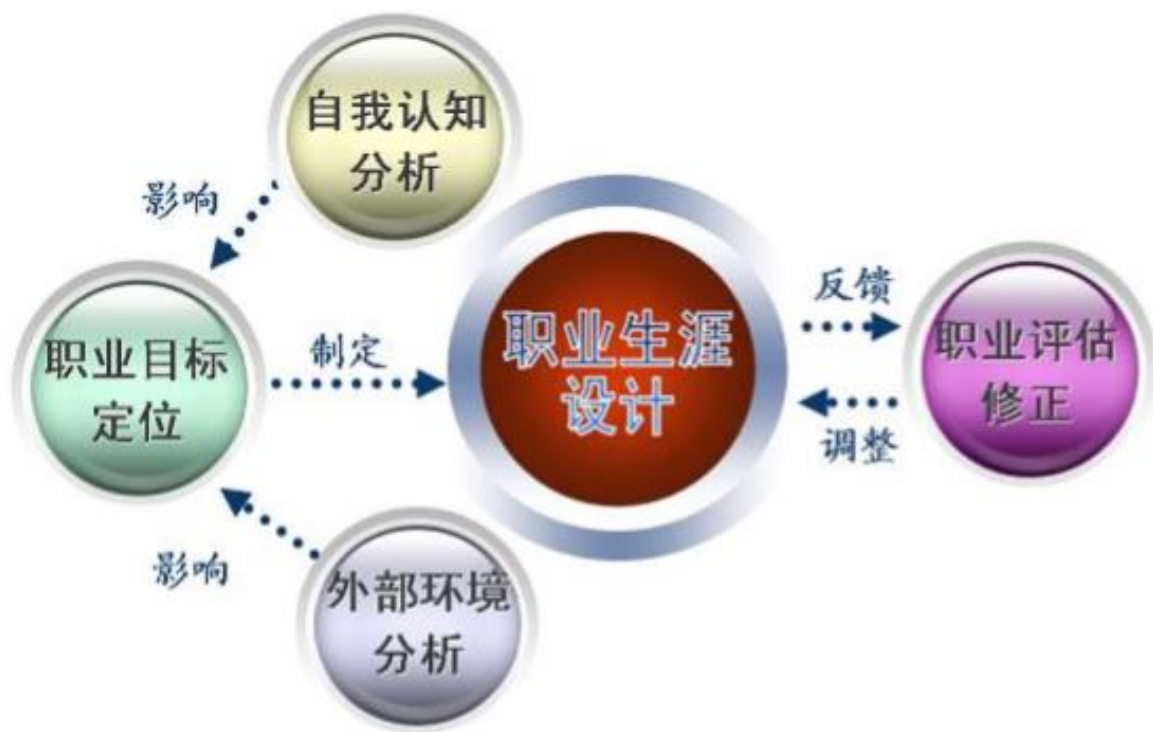 自我认知
分析
影响
职业目标
定位
制定
职业生涯
设计
反馈
职业评估
修正
调整
影响
外部环境
分析